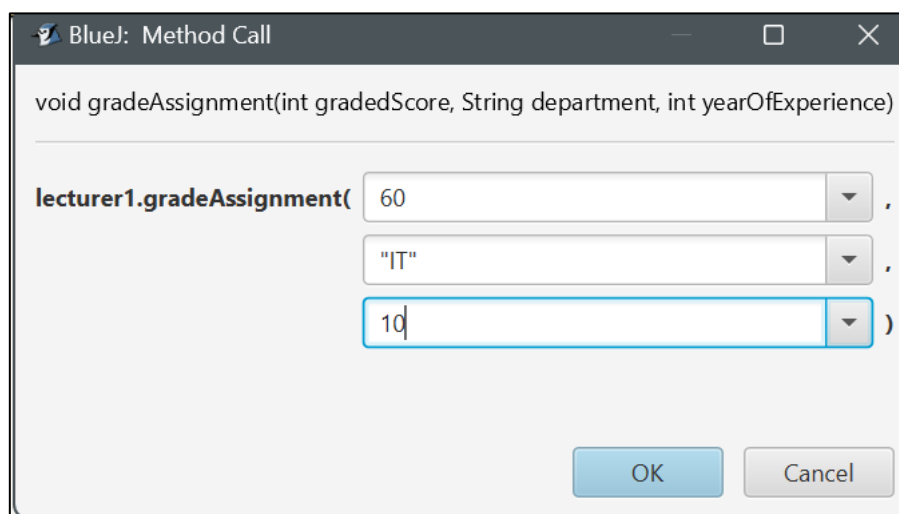 BlueJ: Method Call
void gradeAssignment(int gradedScore, String department, int yearOfExperience)
lecturer1.gradeAssignment( 60 ,
"IT" ,
10 )
OK Cancel